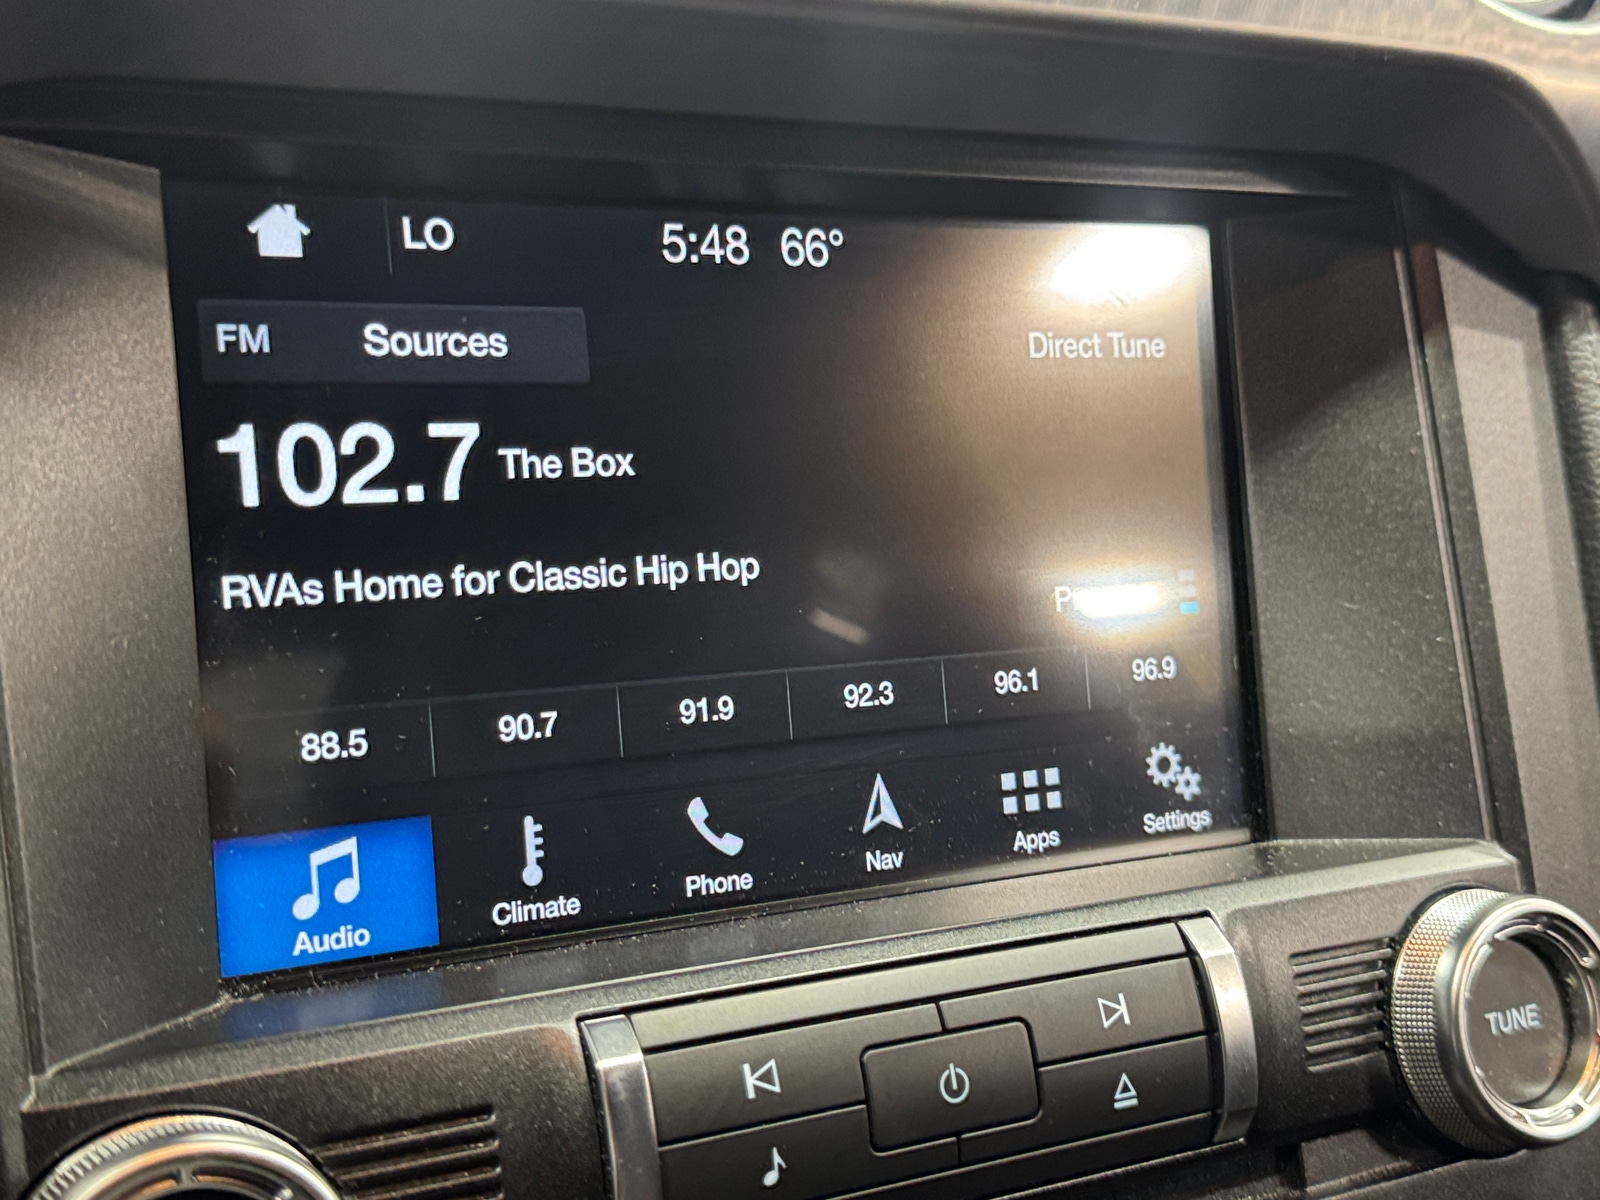 LO 5:48 66°
FM Sources Direct Tune
102.7 The Box
RVAs Home for Classic Hip Hop
88.5 90.7 91.9 92.3 96.1 96.9
Audio Climate Phone Nav Apps Settings
TUNE